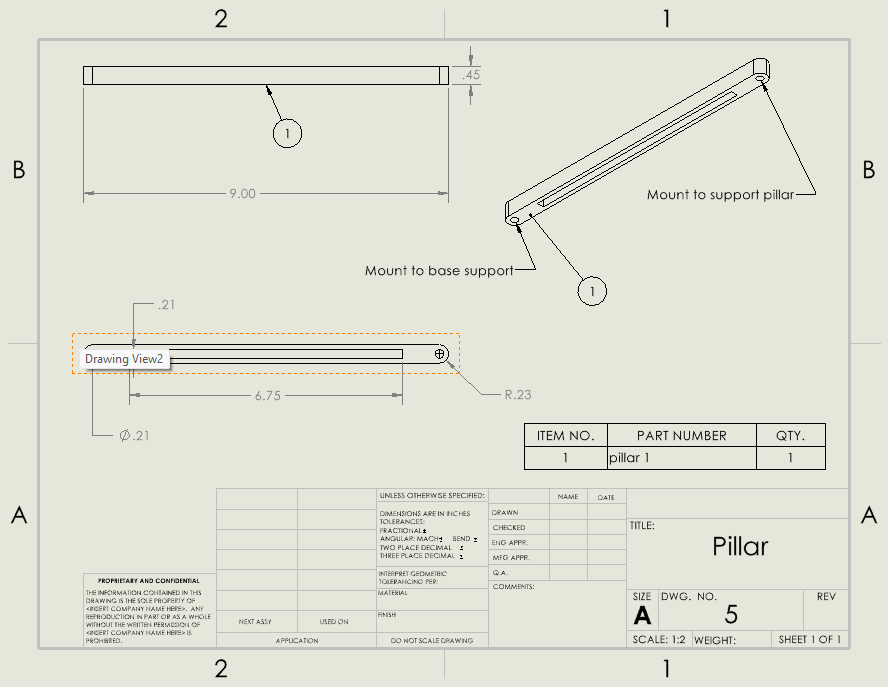 2
1
B
B
.45
1
9.00
Mount to support pillar
Mount to base support
1
.21
Drawing View2
6.75
R.23
Ø.21
ITEM NO.
PART NUMBER
QTY.
1
pillar 1
1
A
A
UNLESS OTHERWISE SPECIFIED:
DIMENSIONS ARE IN INCHES
TOLERANCES:
FRACTIONAL±
ANGULAR: MACH± BEND ±
TWO PLACE DECIMAL ±
THREE PLACE DECIMAL ±
INTERPRET GEOMETRIC
TOLERANCING PER:
MATERIAL
FINISH
DO NOT SCALE DRAWING
NAME
DATE
DRAWN
CHECKED
ENG APPR.
MFG APPR.
Q.A.
COMMENTS:
TITLE:
Pillar
SIZE
A
DWG. NO.
5
REV
SCALE: 1:2
WEIGHT:
SHEET 1 OF 1
PROPRIETARY AND CONFIDENTIAL
THE INFORMATION CONTAINED IN THIS
DRAWING IS THE SOLE PROPERTY OF
<INSERT COMPANY NAME HERE>. ANY
REPRODUCTION IN PART OR AS A WHOLE
WITHOUT THE WRITTEN PERMISSION OF
<INSERT COMPANY NAME HERE> IS
PROHIBITED.
NEXT ASSY
USED ON
APPLICATION
2
1